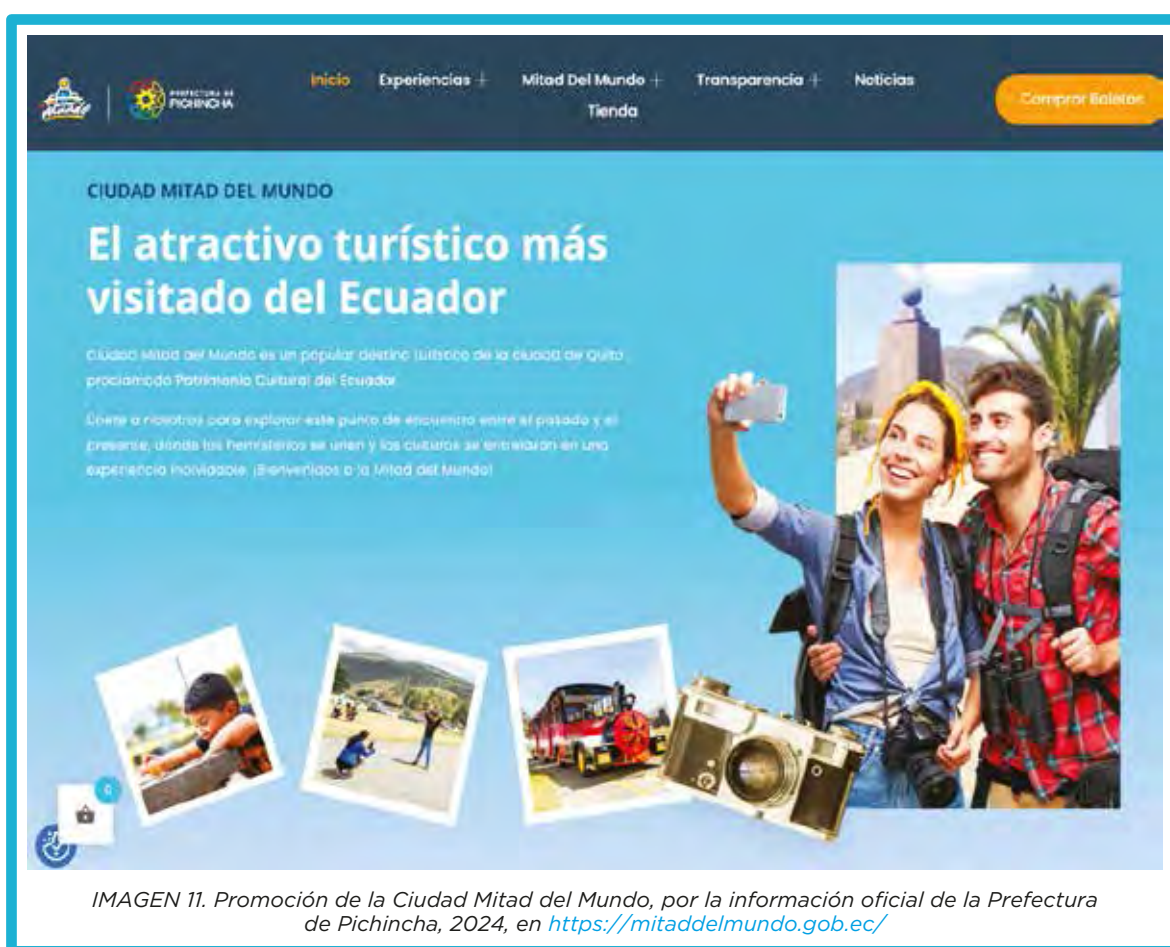 Mundo
PREFECTURA DE
PICHINCHA
Inicio Experiencias + Mitad Del Mundo + Transparencia + Noticias
Tienda
Comprar Boletos
CIUDAD MITAD DEL MUNDO
El atractivo turístico más
visitado del Ecuador
Ciudad Mitad del Mundo es un popular destino turístico de la ciudad de Quito
proclamado Patrimonio Cultural del Ecuador
Únete a nosotros para explorar este punto de encuentro entre el pasado y el
presente, donde los hemisferios se unen y las culturas se entrelazan en una
experiencia inolvidable. ¡Bienvenidos a la Mitad del Mundo!
0
IMAGEN 11. Promoción de la Ciudad Mitad del Mundo, por la información oficial de la Prefectura
de Pichincha, 2024, en https://mitaddelmundo.gob.ec/